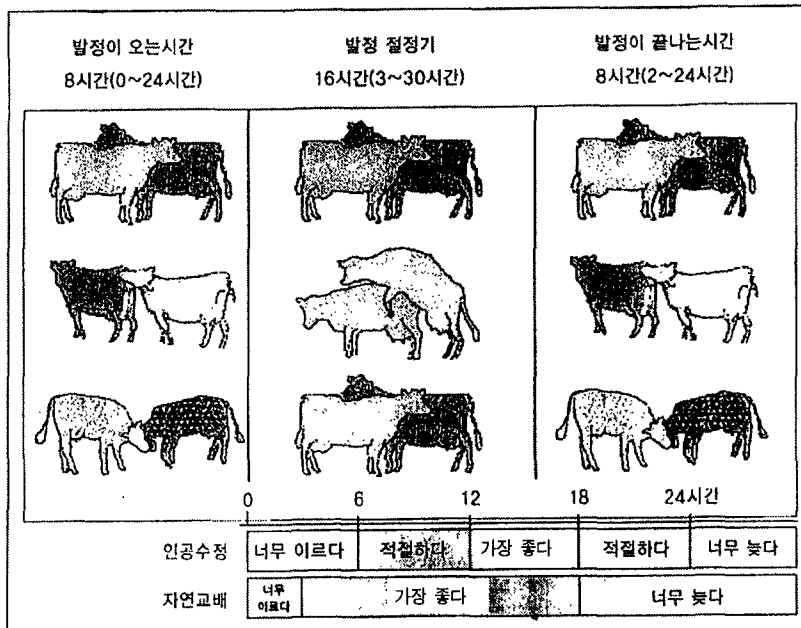 발정이 오는시간
8시간(0~24시간)
발정 절정기
16시간(3~30시간)
발정이 끝나는시간
8시간(2~24시간)
0 6 12 18 24시간
인공수정 너무 이르다 적절하다 가장 좋다 적절하다 너무 늦다
자연교배 너무 이르다 가장 좋다 너무 늦다